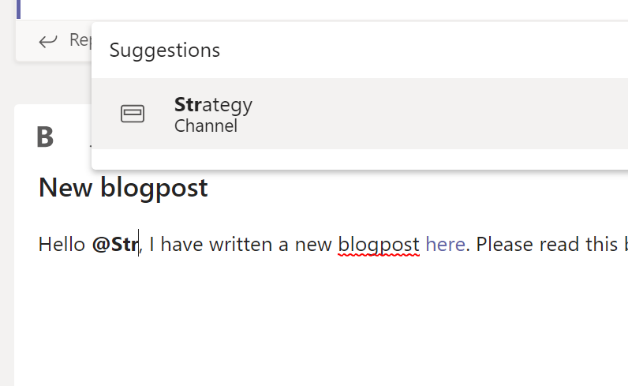 Rep
Suggestions
Strategy
Channel
B
New blogpost
Hello @Str, I have written a new blogpost here. Please read this